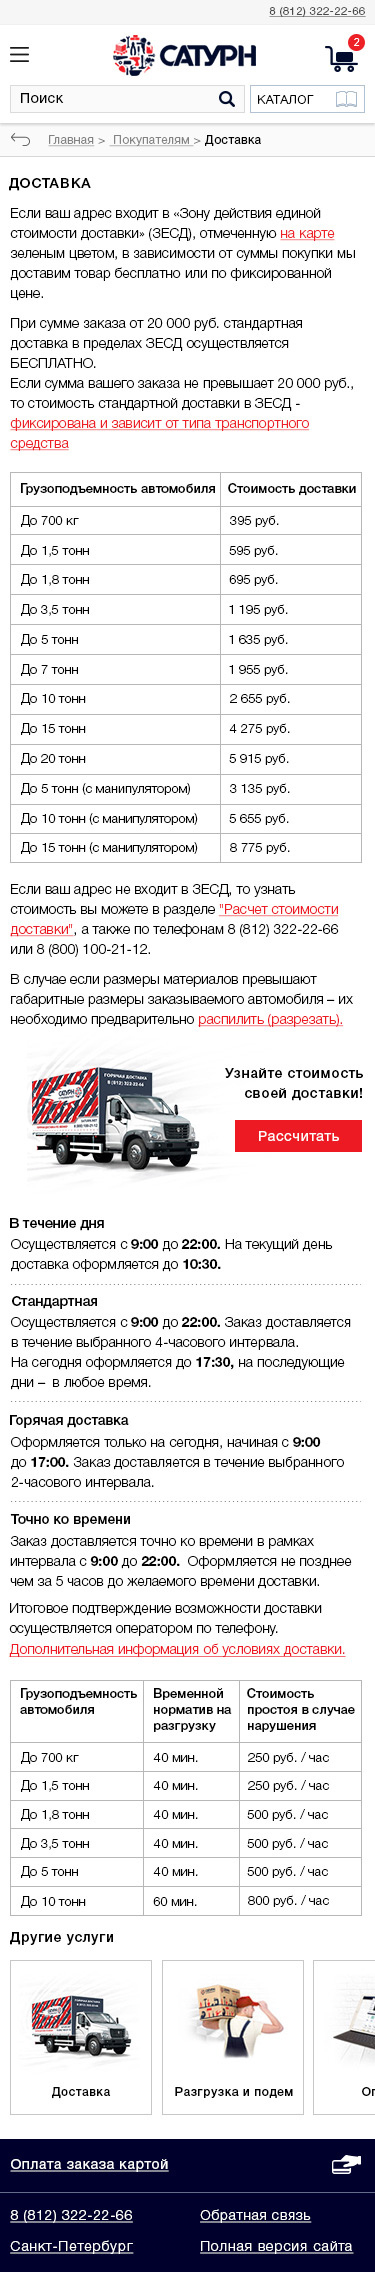 8 (812) 322-22-66
САТУРН
2
Поиск
КАТАЛОГ
Главная > Покупателям > Доставка
ДОСТАВКА
Если ваш адрес входит в «Зону действия единой
стоимости доставки» (ЗЕСД), отмеченную на карте
зеленым цветом, в зависимости от суммы покупки мы
доставим товар бесплатно или по фиксированной
цене.
При сумме заказа от 20 000 руб. стандартная
доставка в пределах ЗЕСД осуществляется
БЕСПЛАТНО.
Если сумма вашего заказа не превышает 20 000 руб.,
то стоимость стандартной доставки в ЗЕСД -
фиксирована и зависит от типа транспортного
средства
Грузоподъемность автомобиля Стоимость доставки
До 700 кг 395 руб.
До 1,5 тонн 595 руб.
До 1,8 тонн 695 руб.
До 3,5 тонн 1 195 руб.
До 5 тонн 1 635 руб.
До 7 тонн 1 955 руб.
До 10 тонн 2 655 руб.
До 15 тонн 4 275 руб.
До 20 тонн 5 915 руб.
До 5 тонн (с манипулятором) 3 135 руб.
До 10 тонн (с манипулятором) 5 655 руб.
До 15 тонн (с манипулятором) 8 775 руб.
Если ваш адрес не входит в ЗЕСД, то узнать
стоимость вы можете в разделе "Расчет стоимости
доставки", а также по телефонам 8 (812) 322-22-66
или 8 (800) 100-21-12.
В случае если размеры материалов превышают
габаритные размеры заказываемого автомобиля – их
необходимо предварительно распилить (разрезать).
ГОРЯЧАЯ ДОСТАВКА
8 (812) 322-22-66
САТУРН
Узнайте стоимость
своей доставки!
Рассчитать
В течение дня
Осуществляется с 9:00 до 22:00. На текущий день
доставка оформляется до 10:30.
Стандартная
Осуществляется с 9:00 до 22:00. Заказ доставляется
в течение выбранного 4-часового интервала.
На сегодня оформляется до 17:30, на последующие
дни – в любое время.
Горячая доставка
Оформляется только на сегодня, начиная с 9:00
до 17:00. Заказ доставляется в течение выбранного
2-часового интервала.
Точно ко времени
Заказ доставляется точно ко времени в рамках
интервала с 9:00 до 22:00. Оформляется не позднее
чем за 5 часов до желаемого времени доставки.
Итоговое подтверждение возможности доставки
осуществляется оператором по телефону.
Дополнительная информация об условиях доставки.
Грузоподъемность Временной Стоимость
автомобиля норматив на простоя в случае
разгрузку нарушения
До 700 кг 40 мин. 250 руб. / час
До 1,5 тонн 40 мин. 250 руб. / час
До 1,8 тонн 40 мин. 500 руб. / час
До 3,5 тонн 40 мин. 500 руб. / час
До 5 тонн 40 мин. 500 руб. / час
До 10 тонн 60 мин. 800 руб. / час
Другие услуги
Доставка
Разгрузка и подем
Оп
Оплата заказа картой
8 (812) 322-22-66 Обратная связь
Санкт-Петербург Полная версия сайта